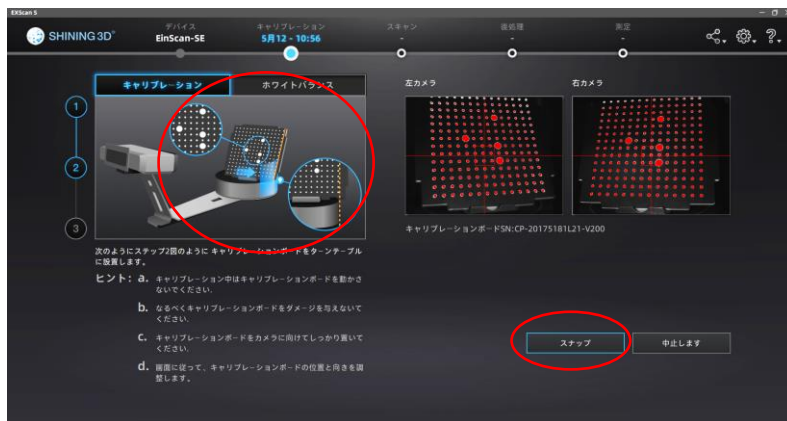 EXScan S
SHINING 3D®
デバイス
EinScan-SE
キャリブレーション
5月12 - 10:56
スキャン
-
後処理
-
測定
-
キャリブレーション
ホワイトバランス
1
2
3
次のようにステップ2図のように キャリブレーションボードをターンテーブル
に設置します。
ヒント: a. キャリブレーション中はキャリブレーションボードを動かさ
ないでください.
b. なるべくキャリブレーションボードをダメージを与えないて
ください.
c. キャリブレーションボードをカメラに向けてしっかり置いて
ください.
d. 画面に従って、キャリブレーションボードの位置と向きを調
整します。
左カメラ
右カメラ
キャリブレーションボードSN:CP-20175181L21-V200
スナップ
中止します